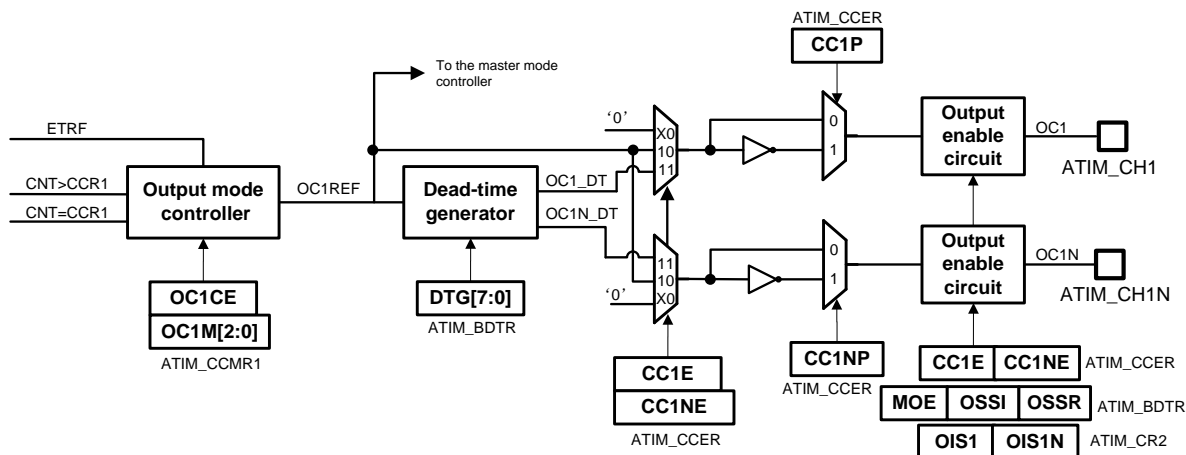 ATIM_CCER
CC1P
To the master mode
controller
ETRF
CNT>CCR1
CNT=CCR1
Output mode
controller
OC1REF
Dead-time
generator
OC1_DT
OC1N_DT
‘0’
X0
10
11
0
1
Output
enable
circuit
OC1
ATIM_CH1
11
10
X0
‘0’
0
1
Output
enable
circuit
OC1N
ATIM_CH1N
OC1CE
OC1M[2:0]
ATIM_CCMR1
DTG[7:0]
ATIM_BDTR
CC1E
CC1NE
ATIM_CCER
CC1NP
ATIM_CCER
CC1E CC1NE ATIM_CCER
MOE OSSI OSSR ATIM_BDTR
OIS1 OIS1N ATIM_CR2